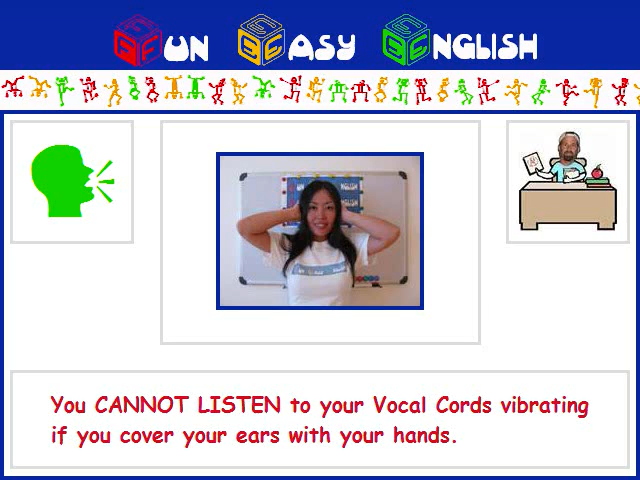 FUN EASY ENGLISH
You CANNOT LISTEN to your Vocal Cords vibrating
if you cover your ears with your hands.